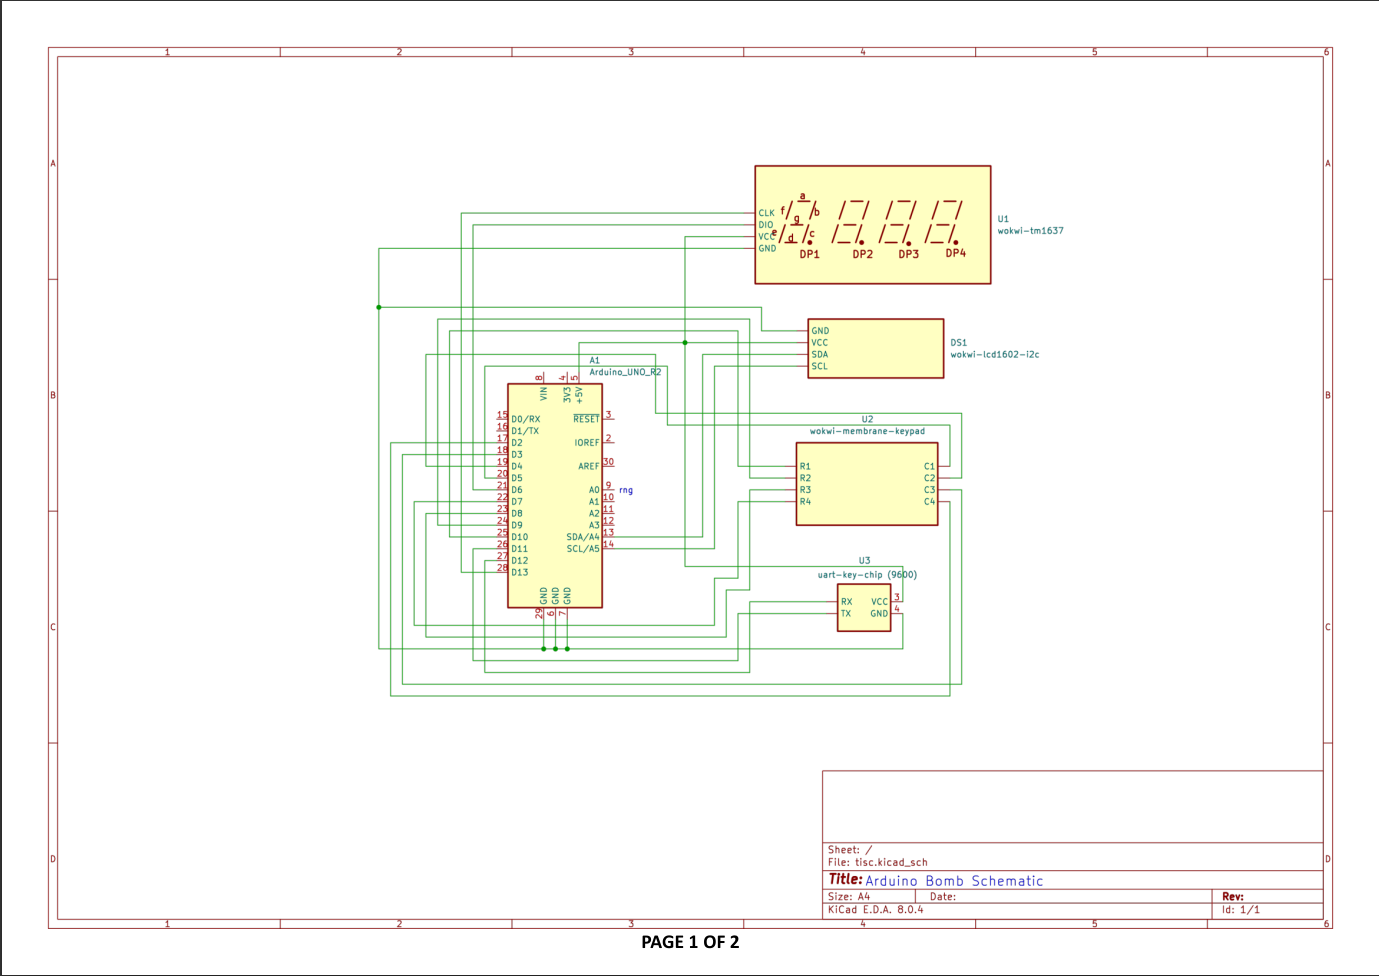 1 2 3 4 5 6
A A
B B
C C
D D
CLK
DIO
VCC
GND
a
f b
g
e d c
DP1 DP2 DP3 DP4
U1
wokwi-tm1637
GND
VCC
SDA
SCL
DS1
wokwi-lcd1602-i2c
A1
Arduino_UNO_R2
8 4 5
VIN 3V3 +5V
15 D0/RX RESET 3
16 D1/TX
17 D2 IOREF 2
18 D3
19 D4 AREF 30
20 D5
21 D6 A0 9 rng
22 D7 A1 10
23 D8 A2 11
24 D9 A3 12
25 D10 SDA/A4 13
26 D11 SCL/A5 14
27 D12
28 D13
GND GND GND
29 6 7
U2
wokwi-membrane-keypad
R1 C1
R2 C2
R3 C3
R4 C4
U3
uart-key-chip (9600)
RX VCC 3
TX GND 4
Sheet: /
File: tisc.kicad_sch
Title: Arduino Bomb Schematic
Size: A4 Date: Rev:
KiCad E.D.A. 8.0.4 Id: 1/1
1 2 3 4 5 6
PAGE 1 OF 2